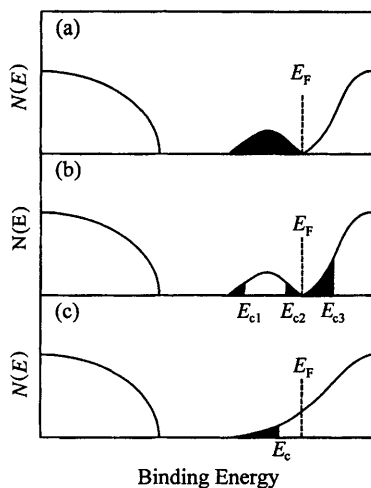 (a)
E_F
N(E)
(b)
E_F
N(E)
E_c1 E_c2 E_c3
(c)
E_F
N(E)
E_c
Binding Energy